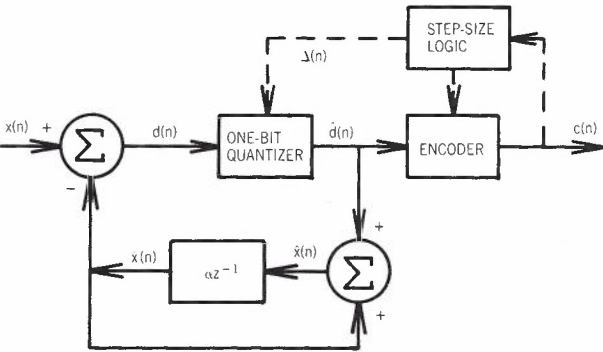 STEP-SIZE
LOGIC
Δ(n)
x(n)
+
Σ
d(n)
ONE-BIT
QUANTIZER
d̂(n)
ENCODER
c(n)
−
+
x(n)
αz⁻¹
x̂(n)
Σ
+